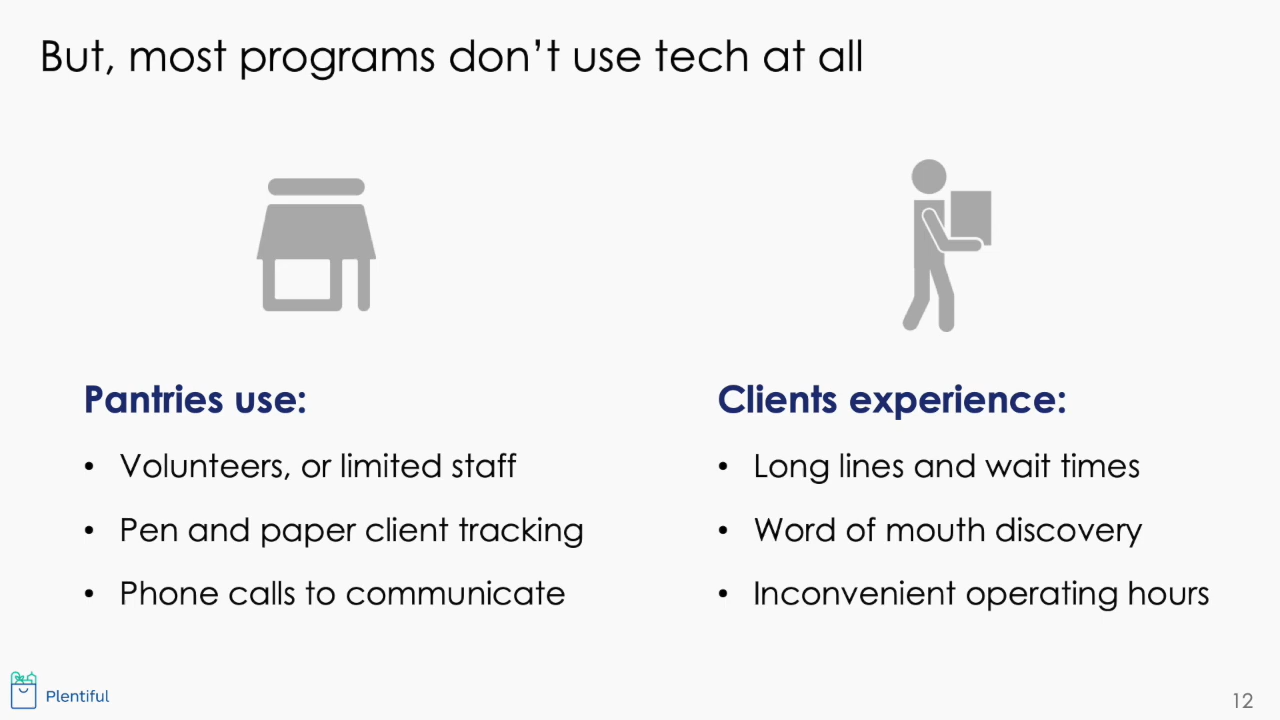 But, most programs don’t use tech at all
Pantries use:
• Volunteers, or limited staff
• Pen and paper client tracking
• Phone calls to communicate
Clients experience:
• Long lines and wait times
• Word of mouth discovery
• Inconvenient operating hours
Plentiful
12